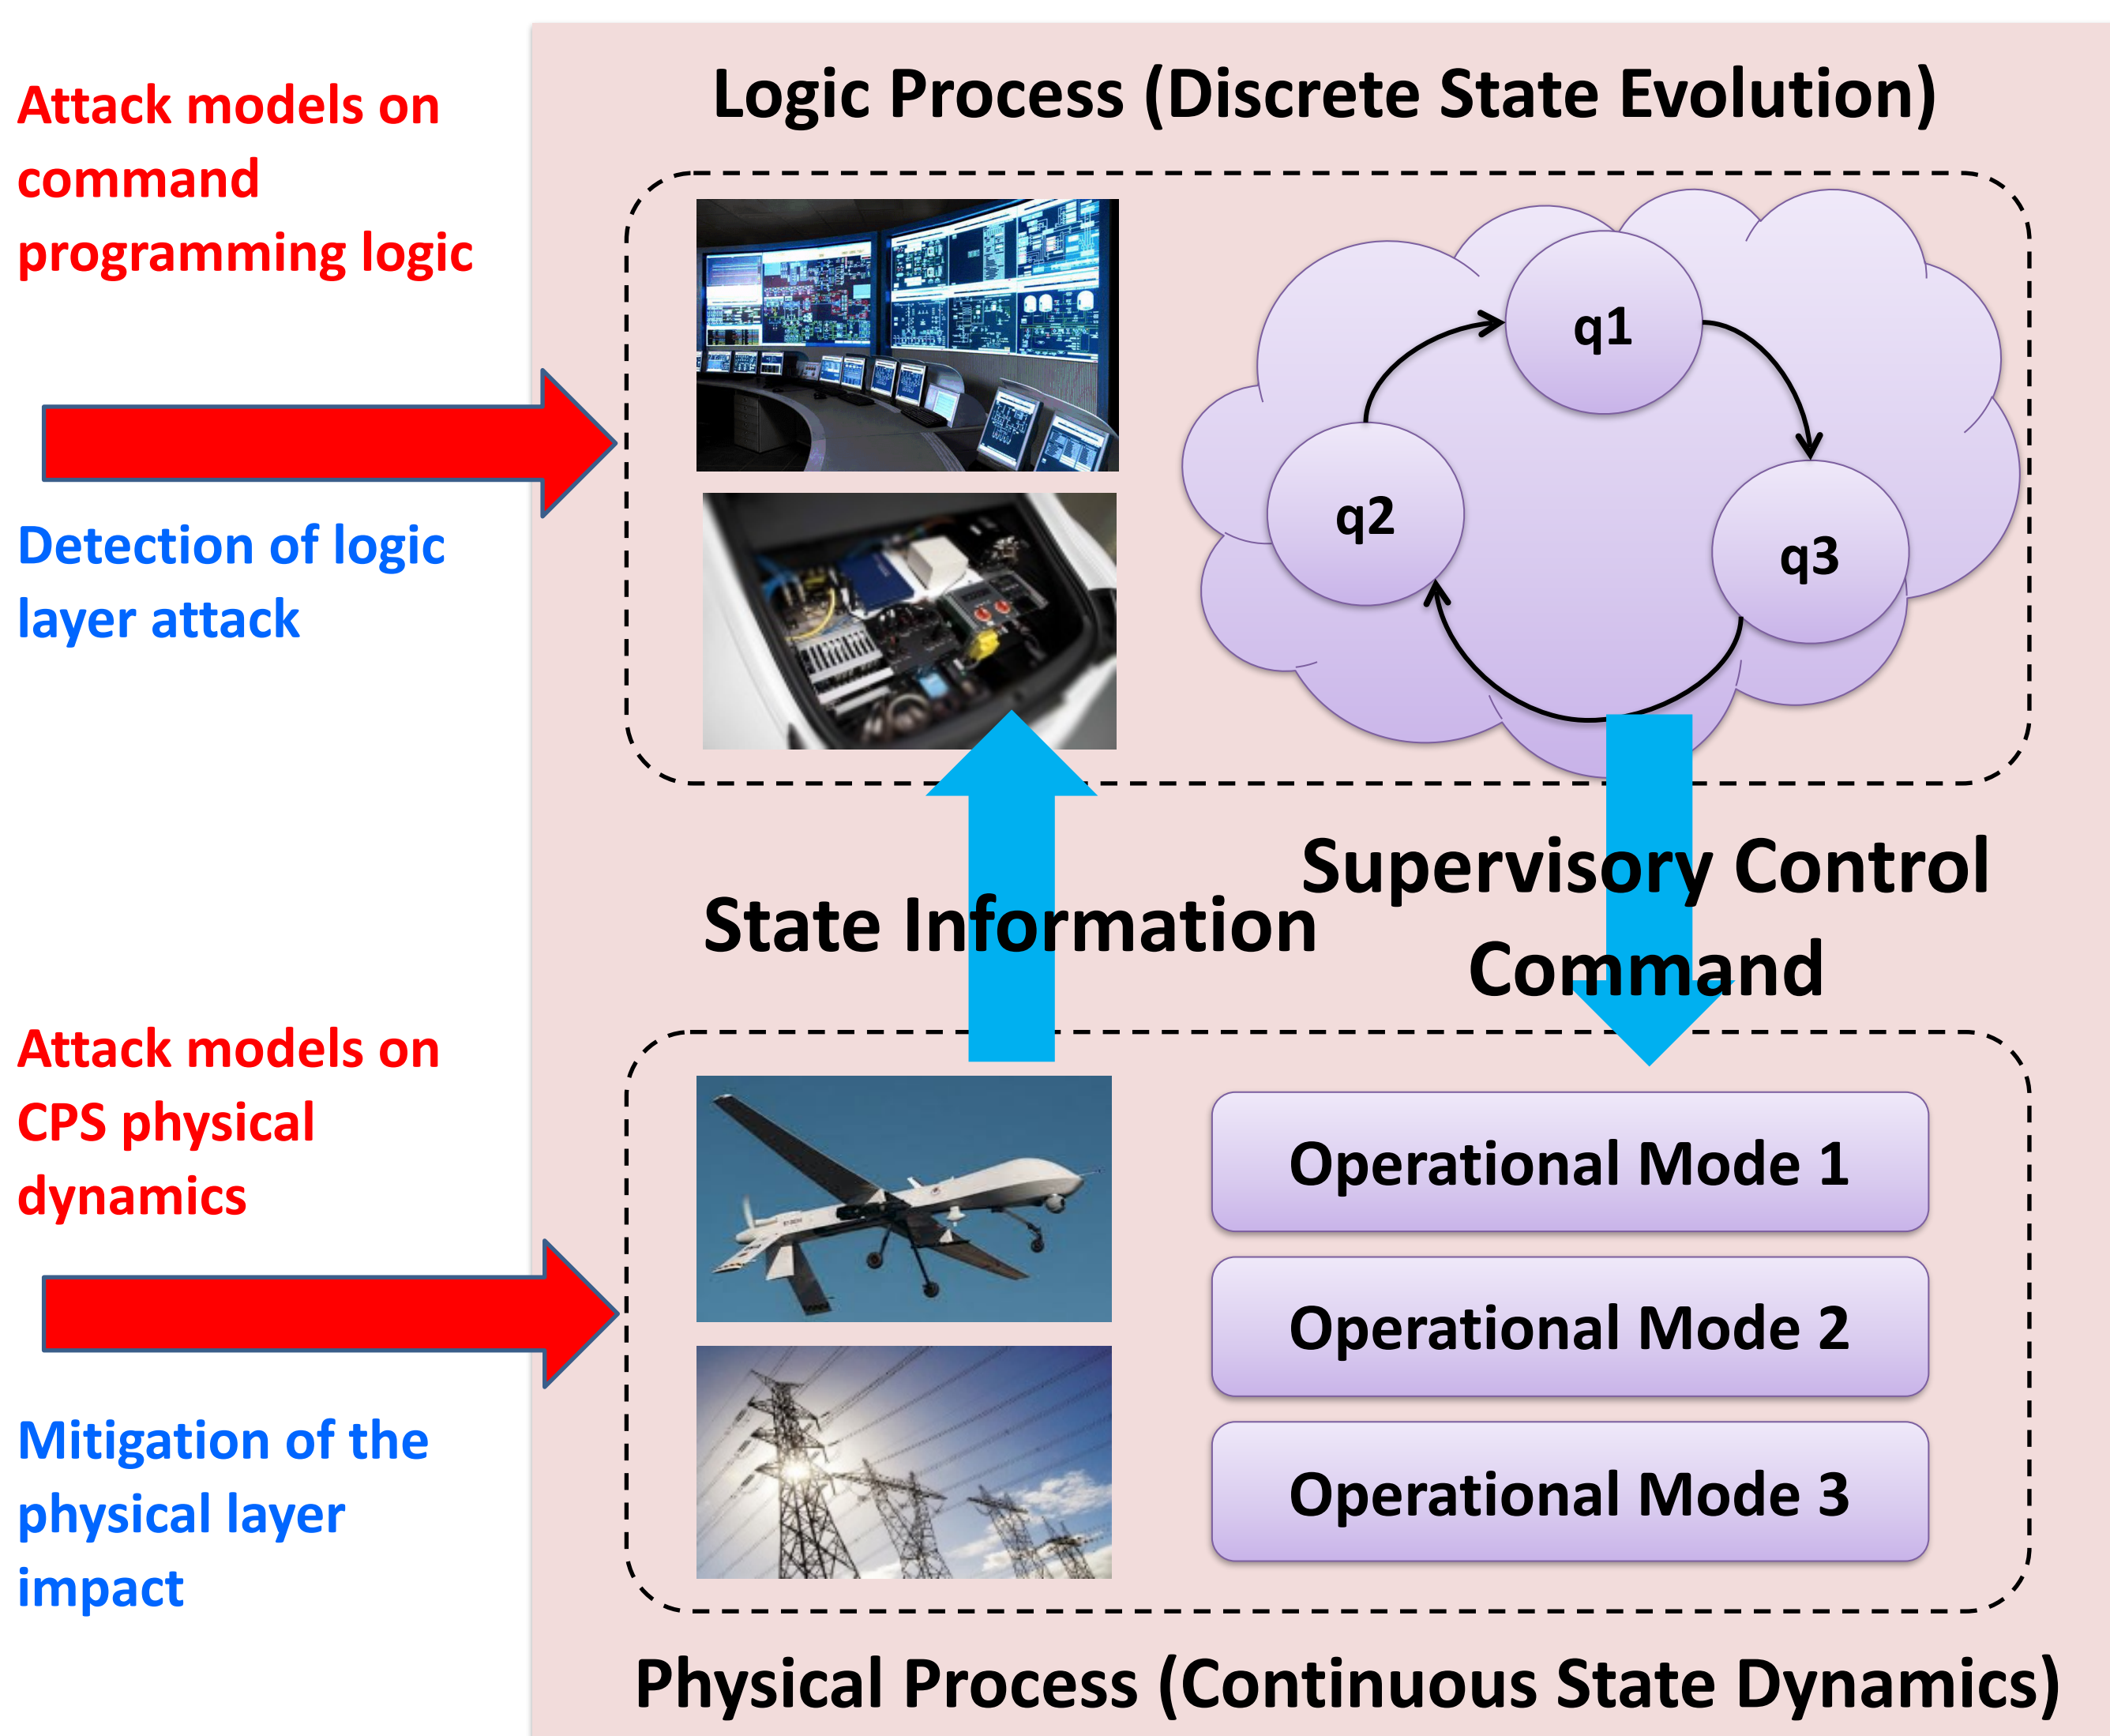 Logic Process (Discrete State Evolution)
Attack models on
command
programming logic
Detection of logic
layer attack
q1
q2
q3
State Information
Supervisory Control
Command
Attack models on
CPS physical
dynamics
Mitigation of the
physical layer
impact
Operational Mode 1
Operational Mode 2
Operational Mode 3
Physical Process (Continuous State Dynamics)